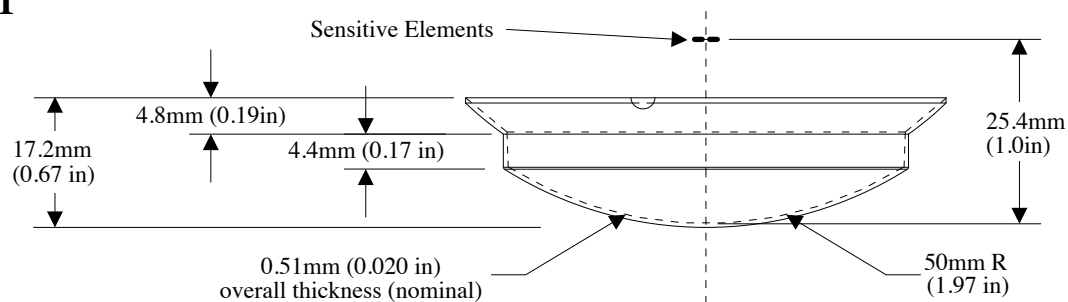 Sensitive Elements
4.8mm (0.19in)
17.2mm
(0.67 in)
4.4mm (0.17 in)
25.4mm
(1.0in)
0.51mm (0.020 in)
overall thickness (nominal)
50mm R
(1.97 in)